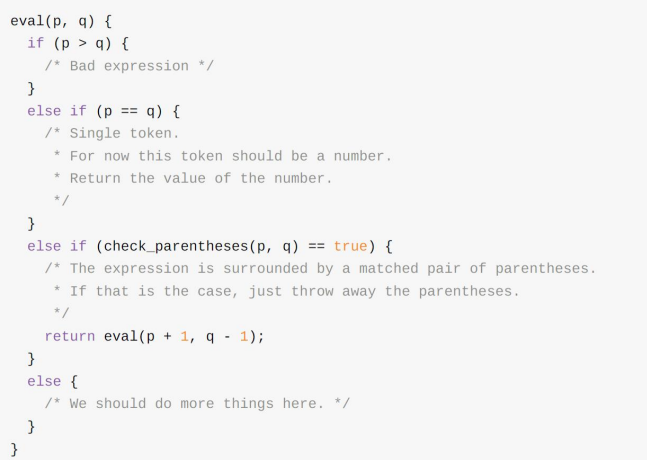 eval(p, q) {
  if (p > q) {
    /* Bad expression */
  }
  else if (p == q) {
    /* Single token.
     * For now this token should be a number.
     * Return the value of the number.
     */
  }
  else if (check_parentheses(p, q) == true) {
    /* The expression is surrounded by a matched pair of parentheses.
     * If that is the case, just throw away the parentheses.
     */
    return eval(p + 1, q - 1);
  }
  else {
    /* We should do more things here. */
  }
}